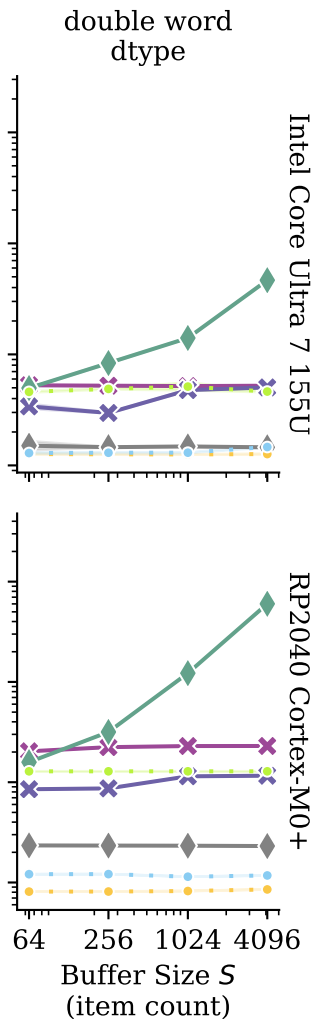 double word
dtype
Intel Core Ultra 7 155U
RP2040 Cortex-M0+
64 256 1024 4096
Buffer Size S
(item count)